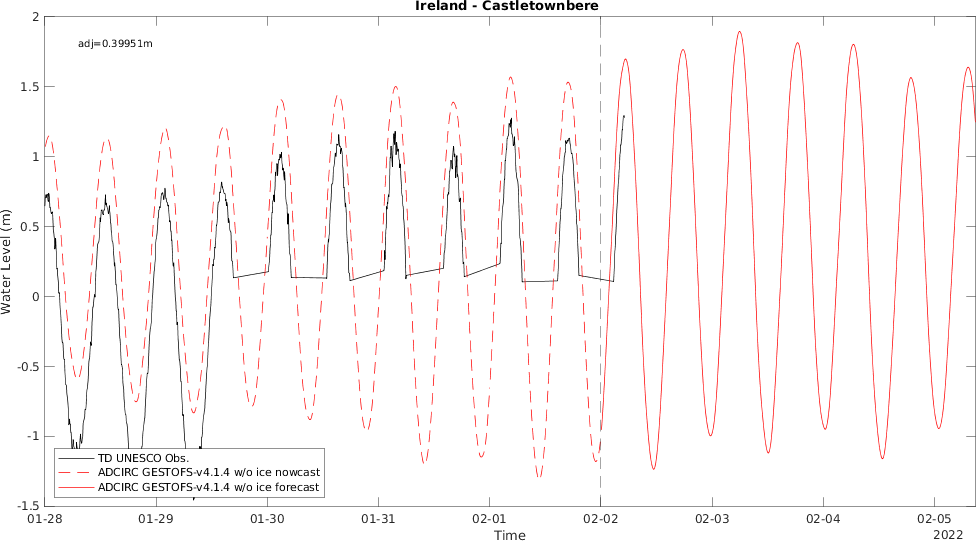 Ireland - Castletownbere
adj=0.39951m
2
1.5
1
0.5
0
-0.5
-1
-1.5
Water Level (m)
TD UNESCO Obs.
ADCIRC GESTOFS-v4.1.4 w/o ice nowcast
ADCIRC GESTOFS-v4.1.4 w/o ice forecast
01-28 01-29 01-30 01-31 02-01 02-02 02-03 02-04 02-05
Time
2022